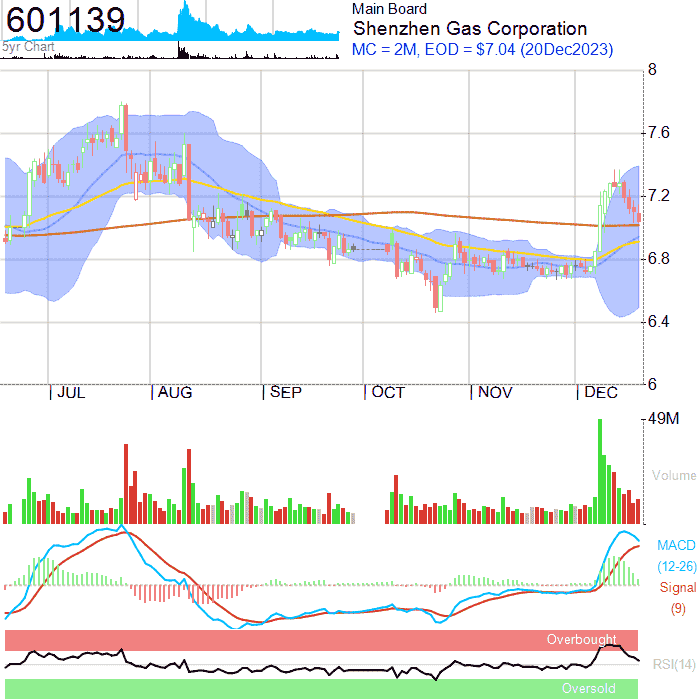 601139
5yr Chart
Main Board
Shenzhen Gas Corporation
MC = 2M, EOD = $7.04 (20Dec2023)
8
7.6
7.2
6.8
6.4
6
JUL AUG SEP OCT NOV DEC
49M
Volume
MACD
(12-26)
Signal
(9)
Overbought
RSI(14)
Oversold